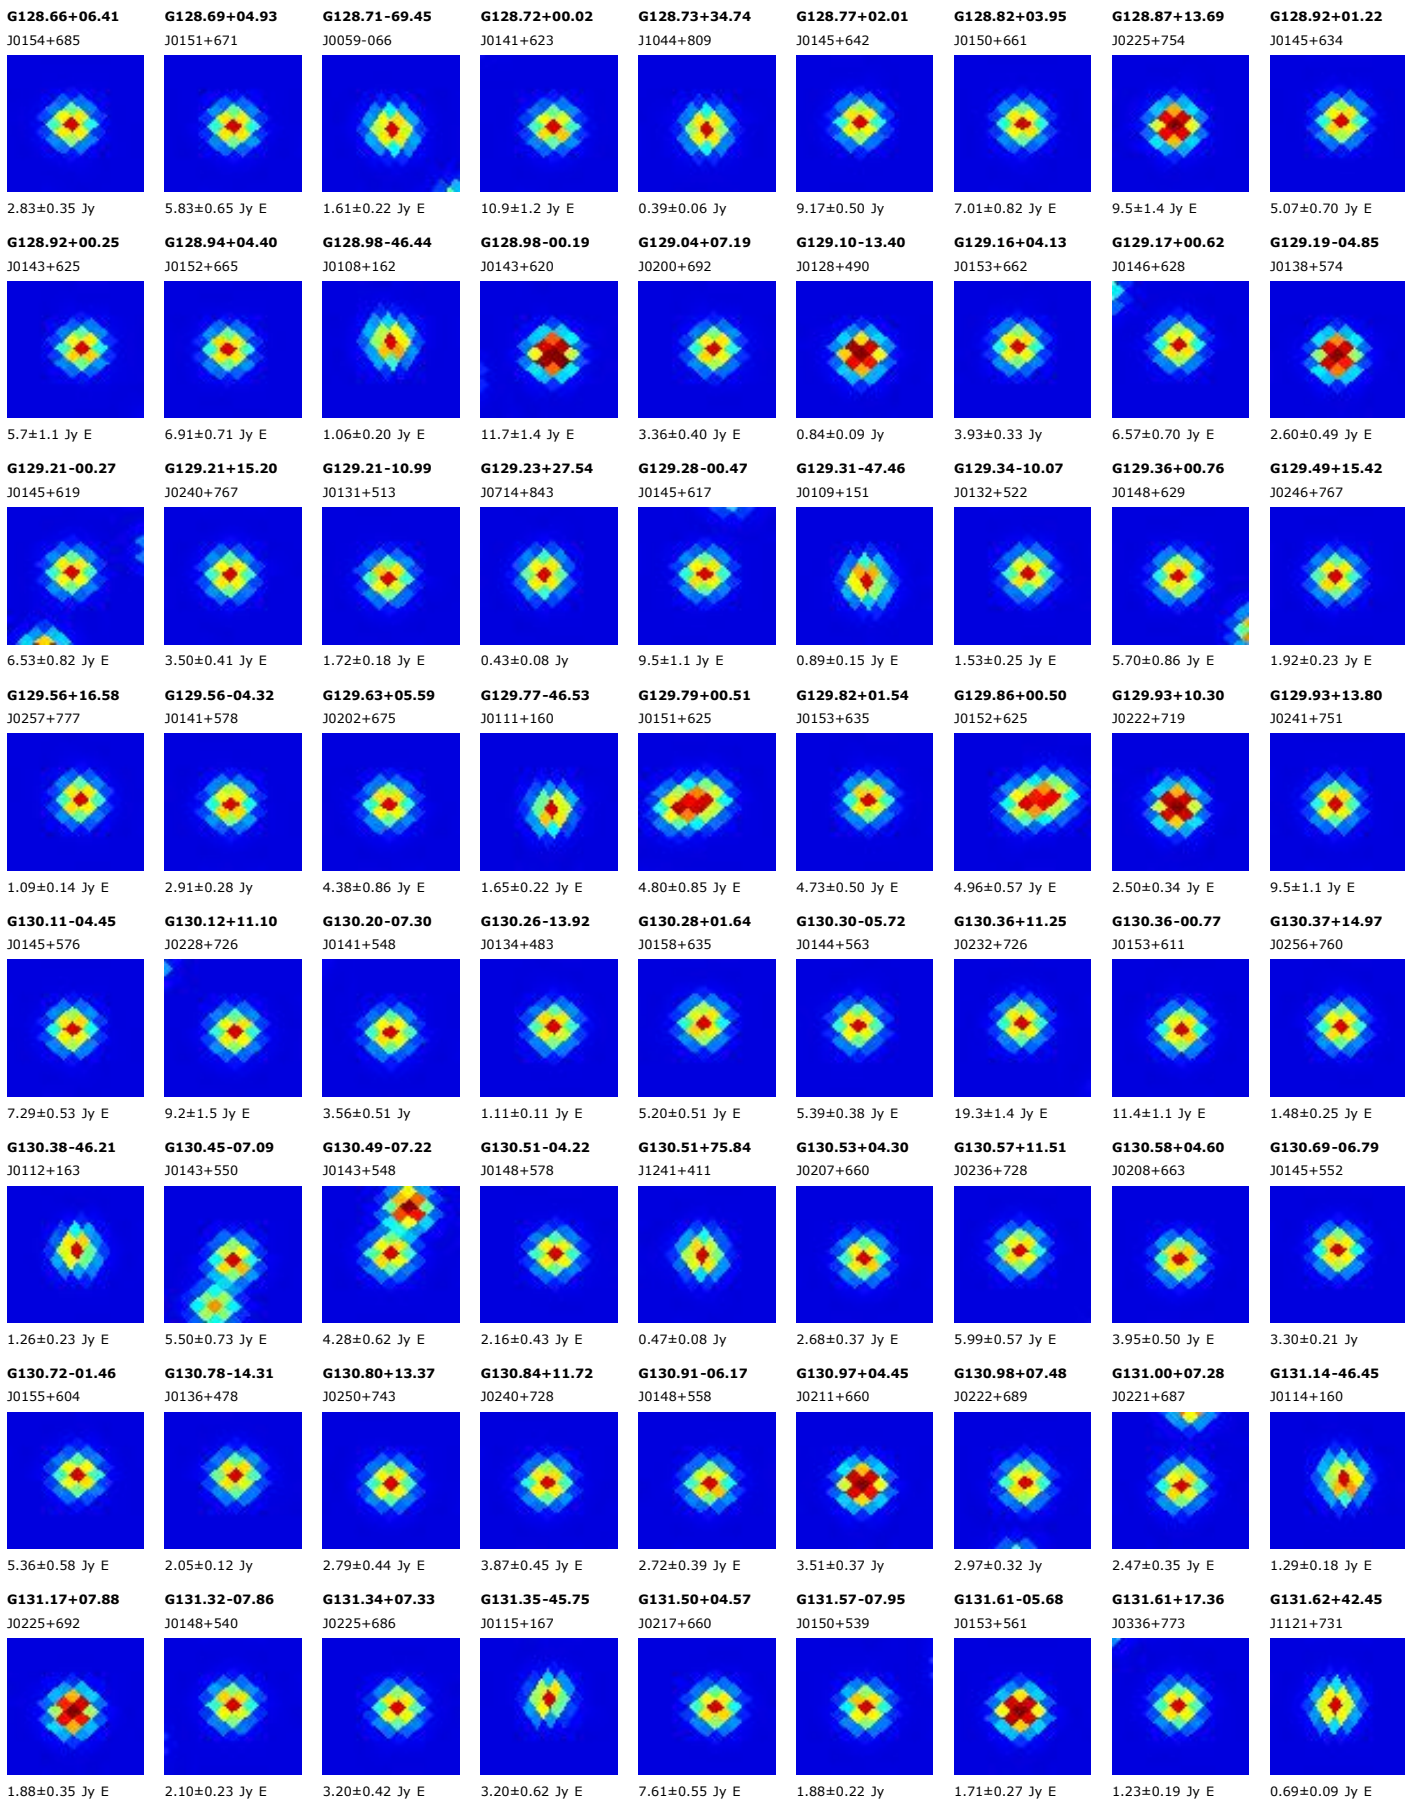 G128.66+06.41 G128.69+04.93 G128.71-69.45 G128.72+00.02 G128.73+34.74 G128.77+02.01 G128.82+03.95 G128.87+13.69 G128.92+01.22
J0154+685 J0151+671 J0059-066 J0141+623 J1044+809 J0145+642 J0150+661 J0225+754 J0145+634
2.83±0.35 Jy 5.83±0.65 Jy E 1.61±0.22 Jy E 10.9±1.2 Jy E 0.39±0.06 Jy 9.17±0.50 Jy 7.01±0.82 Jy E 9.5±1.4 Jy E 5.07±0.70 Jy E
G128.92+00.25 G128.94+04.40 G128.98-46.44 G128.98-00.19 G129.04+07.19 G129.10-13.40 G129.16+04.13 G129.17+00.62 G129.19-04.85
J0143+625 J0152+665 J0108+162 J0143+620 J0200+692 J0128+490 J0153+662 J0146+628 J0138+574
5.7±1.1 Jy E 6.91±0.71 Jy E 1.06±0.20 Jy E 11.7±1.4 Jy E 3.36±0.40 Jy E 0.84±0.09 Jy 3.93±0.33 Jy 6.57±0.70 Jy E 2.60±0.49 Jy E
G129.21-00.27 G129.21+15.20 G129.21-10.99 G129.23+27.54 G129.28-00.47 G129.31-47.46 G129.34-10.07 G129.36+00.76 G129.49+15.42
J0145+619 J0240+767 J0131+513 J0714+843 J0145+617 J0109+151 J0132+522 J0148+629 J0246+767
6.53±0.82 Jy E 3.50±0.41 Jy E 1.72±0.18 Jy E 0.43±0.08 Jy 9.5±1.1 Jy E 0.89±0.15 Jy E 1.53±0.25 Jy E 5.70±0.86 Jy E 1.92±0.23 Jy E
G129.56+16.58 G129.56-04.32 G129.63+05.59 G129.77-46.53 G129.79+00.51 G129.82+01.54 G129.86+00.50 G129.93+10.30 G129.93+13.80
J0257+777 J0141+578 J0202+675 J0111+160 J0151+625 J0153+635 J0152+625 J0222+719 J0241+751
1.09±0.14 Jy E 2.91±0.28 Jy 4.38±0.86 Jy E 1.65±0.22 Jy E 4.80±0.85 Jy E 4.73±0.50 Jy E 4.96±0.57 Jy E 2.50±0.34 Jy E 9.5±1.1 Jy E
G130.11-04.45 G130.12+11.10 G130.20-07.30 G130.26-13.92 G130.28+01.64 G130.30-05.72 G130.36+11.25 G130.36-00.77 G130.37+14.97
J0145+576 J0228+726 J0141+548 J0134+483 J0158+635 J0144+563 J0232+726 J0153+611 J0256+760
7.29±0.53 Jy E 9.2±1.5 Jy E 3.56±0.51 Jy 1.11±0.11 Jy E 5.20±0.51 Jy E 5.39±0.38 Jy E 19.3±1.4 Jy E 11.4±1.1 Jy E 1.48±0.25 Jy E
G130.38-46.21 G130.45-07.09 G130.49-07.22 G130.51-04.22 G130.51+75.84 G130.53+04.30 G130.57+11.51 G130.58+04.60 G130.69-06.79
J0112+163 J0143+550 J0143+548 J0148+578 J1241+411 J0207+660 J0236+728 J0208+663 J0145+552
1.26±0.23 Jy E 5.50±0.73 Jy E 4.28±0.62 Jy E 2.16±0.43 Jy E 0.47±0.08 Jy 2.68±0.37 Jy E 5.99±0.57 Jy E 3.95±0.50 Jy E 3.30±0.21 Jy
G130.72-01.46 G130.78-14.31 G130.80+13.37 G130.84+11.72 G130.91-06.17 G130.97+04.45 G130.98+07.48 G131.00+07.28 G131.14-46.45
J0155+604 J0136+478 J0250+743 J0240+728 J0148+558 J0211+660 J0222+689 J0221+687 J0114+160
5.36±0.58 Jy E 2.05±0.12 Jy 2.79±0.44 Jy E 3.87±0.45 Jy E 2.72±0.39 Jy E 3.51±0.37 Jy 2.97±0.32 Jy 2.47±0.35 Jy E 1.29±0.18 Jy E
G131.17+07.88 G131.32-07.86 G131.34+07.33 G131.35-45.75 G131.50+04.57 G131.57-07.95 G131.61-05.68 G131.61+17.36 G131.62+42.45
J0225+692 J0148+540 J0225+686 J0115+167 J0217+660 J0150+539 J0153+561 J0336+773 J1121+731
1.88±0.35 Jy E 2.10±0.23 Jy E 3.20±0.42 Jy E 3.20±0.62 Jy E 7.61±0.55 Jy E 1.88±0.22 Jy 1.71±0.27 Jy E 1.23±0.19 Jy E 0.69±0.09 Jy E